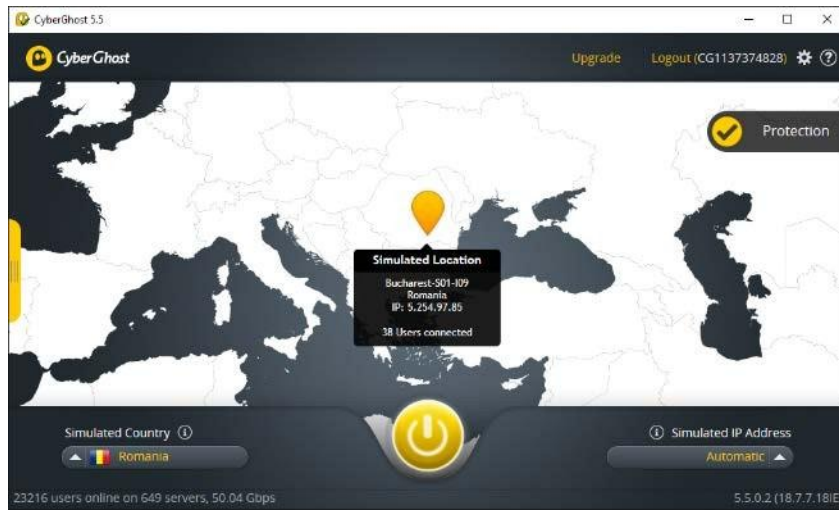 CyberGhost 5.5
CyberGhost
Upgrade
Logout (CG1137374828)
Protection
Simulated Location
Bucharest-S01-I09
Romania
IP: 5.254.97.85
38 Users connected
Simulated Country
Romania
Simulated IP Address
Automatic
23216 users online on 649 servers, 50.04 Gbps
5.5.0.2 (18.7.7.18IE